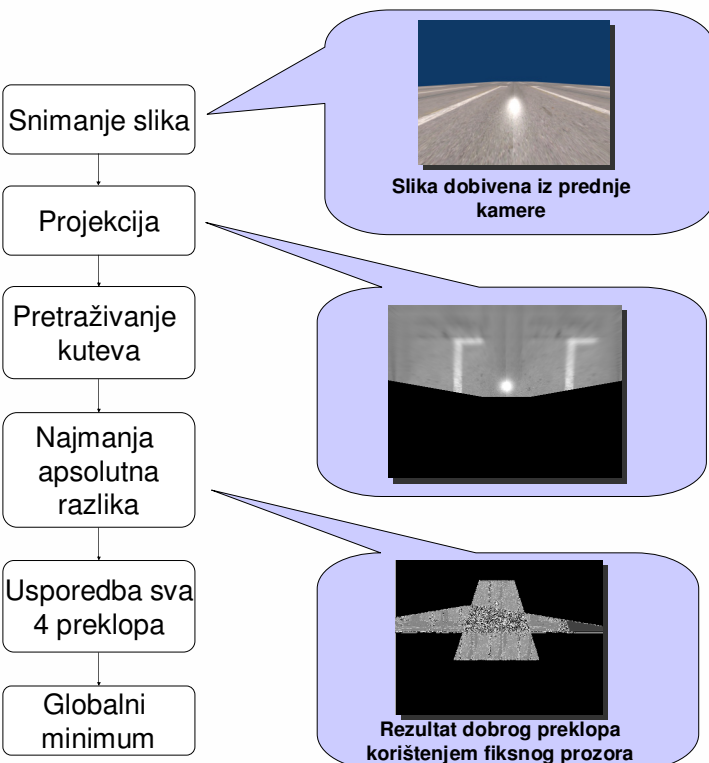 Snimanje slika
Slika dobivena iz prednje
kamere
Projekcija
Pretraživanje
kuteva
Najmanja
apsolutna
razlika
Usporedba sva
4 preklopa
Globalni
minimum
Rezultat dobrog preklopa
korištenjem fiksnog prozora